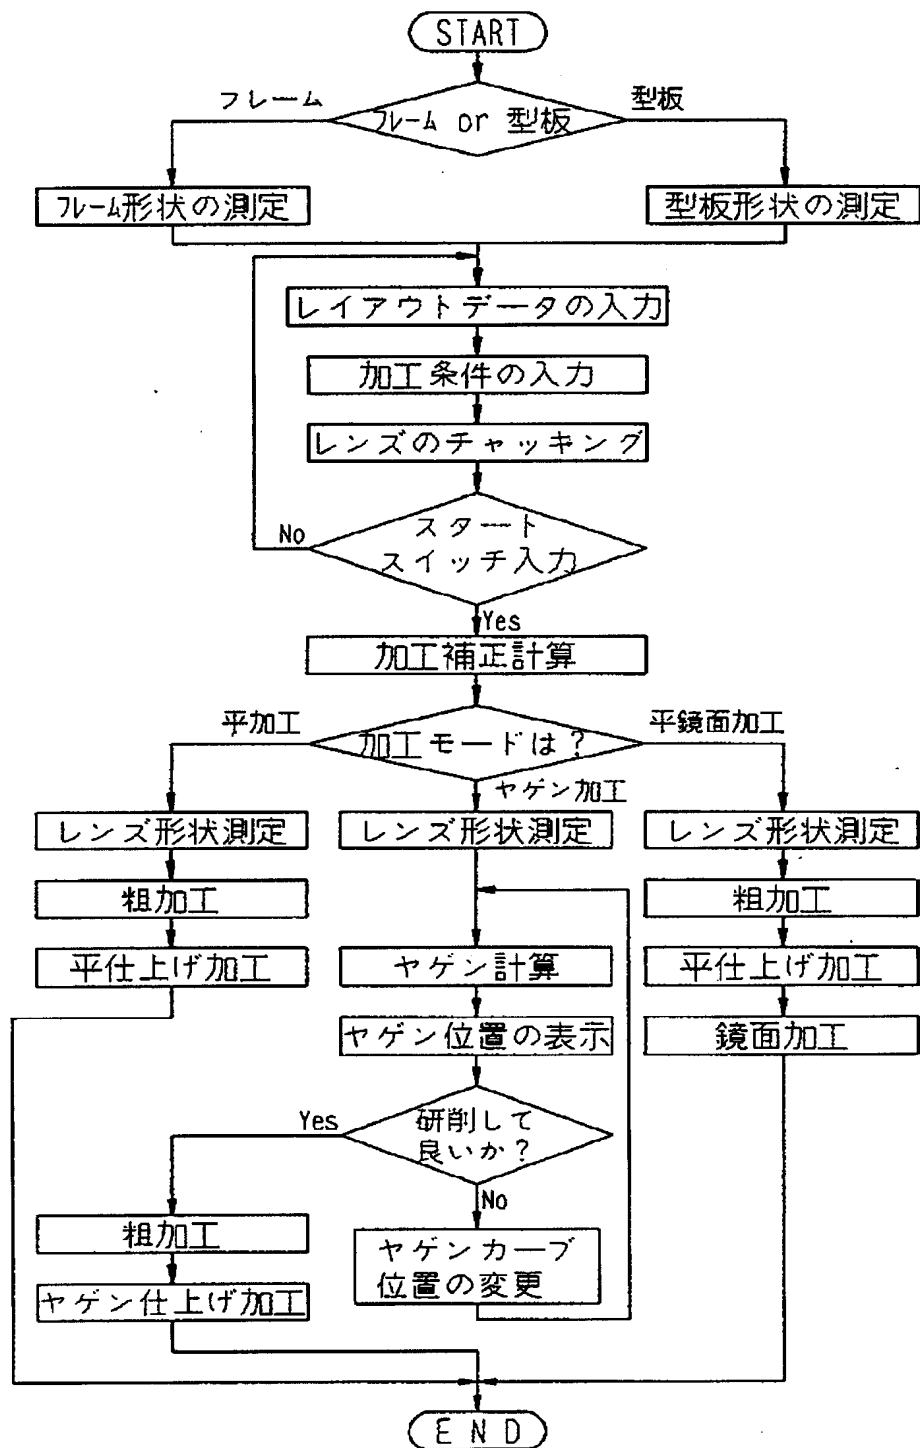 START
フレーム
型板
フレーム or 型板
フレーム形状の測定
型板形状の測定
レイアウトデータの入力
加工条件の入力
レンズのチャッキング
No
スタート
スイッチ入力
Yes
加工補正計算
平加工
平鏡面加工
加工モードは?
ヤゲン加工
レンズ形状測定
レンズ形状測定
レンズ形状測定
粗加工
粗加工
平仕上げ加工
ヤゲン計算
平仕上げ加工
ヤゲン位置の表示
鏡面加工
Yes
研削して
良いか?
No
粗加工
ヤゲンカーブ
位置の変更
ヤゲン仕上げ加工
END